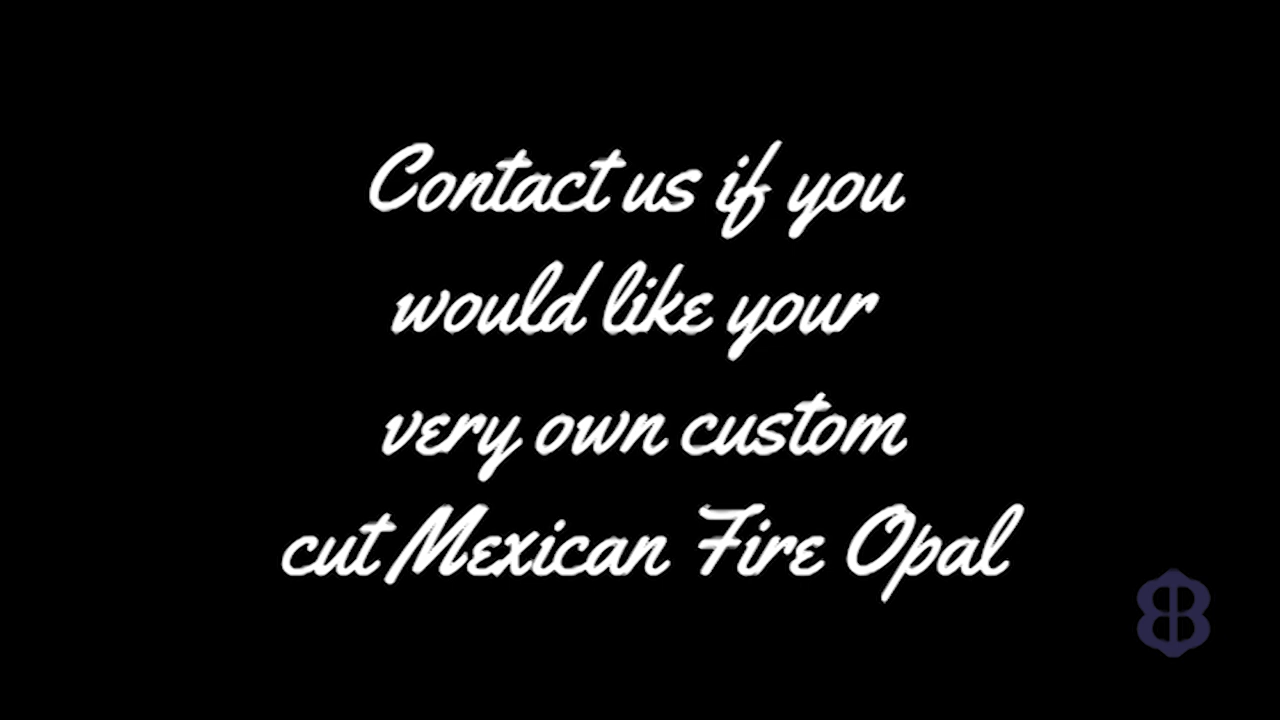 Contact us if you
would like your
very own custom
cut Mexican Fire Opal